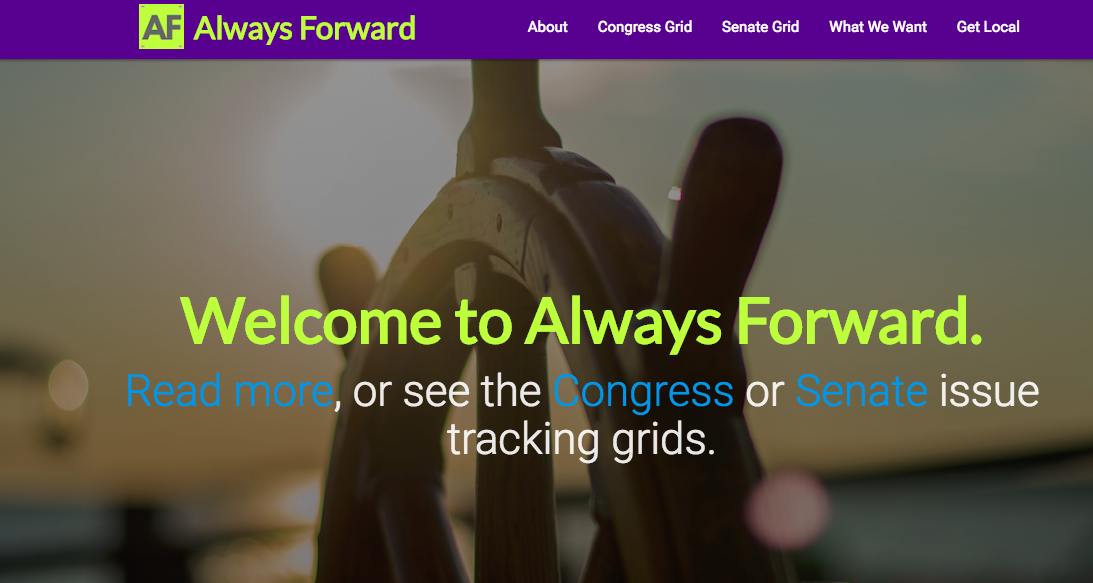 AF Always Forward
About Congress Grid Senate Grid What We Want Get Local
Welcome to Always Forward.
Read more, or see the Congress or Senate issue
tracking grids.